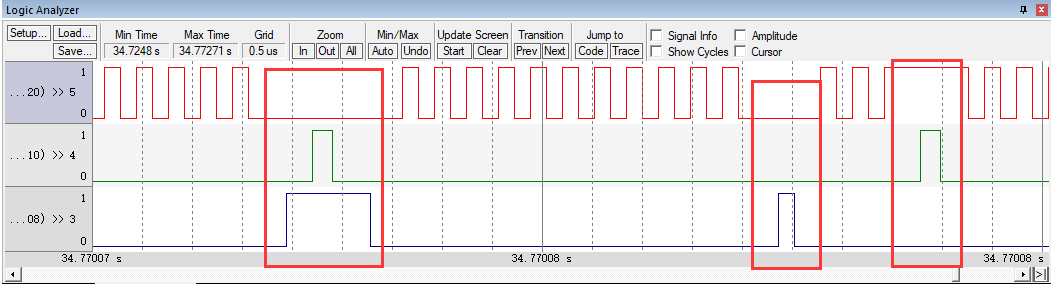 Logic Analyzer
Setup... Load... Min Time Max Time Grid Zoom Min/Max Update Screen Transition Jump to Signal Info Amplitude...
Save... 34.7248 s 34.77271 s 0.5 us In Out All Auto Undo Start Clear Prev Next Code Trace Show Cycles Cursor
1
...20) >> 5
0
1
...10) >> 4
0
1
...08) >> 3
0
34.77007 s 34.77008 s 34.77008 s